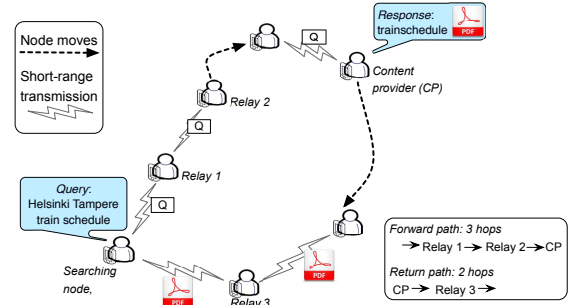 Node moves
Short-range
transmission
Q
Response:
trainschedule
PDF
Content
provider (CP)
Relay 2
Q
Relay 1
Query:
Helsinki Tampere
train schedule
Q
Searching
node,
PDF
Relay 3
PDF
Forward path: 3 hops
Relay 1 Relay 2 CP
Return path: 2 hops
CP Relay 3